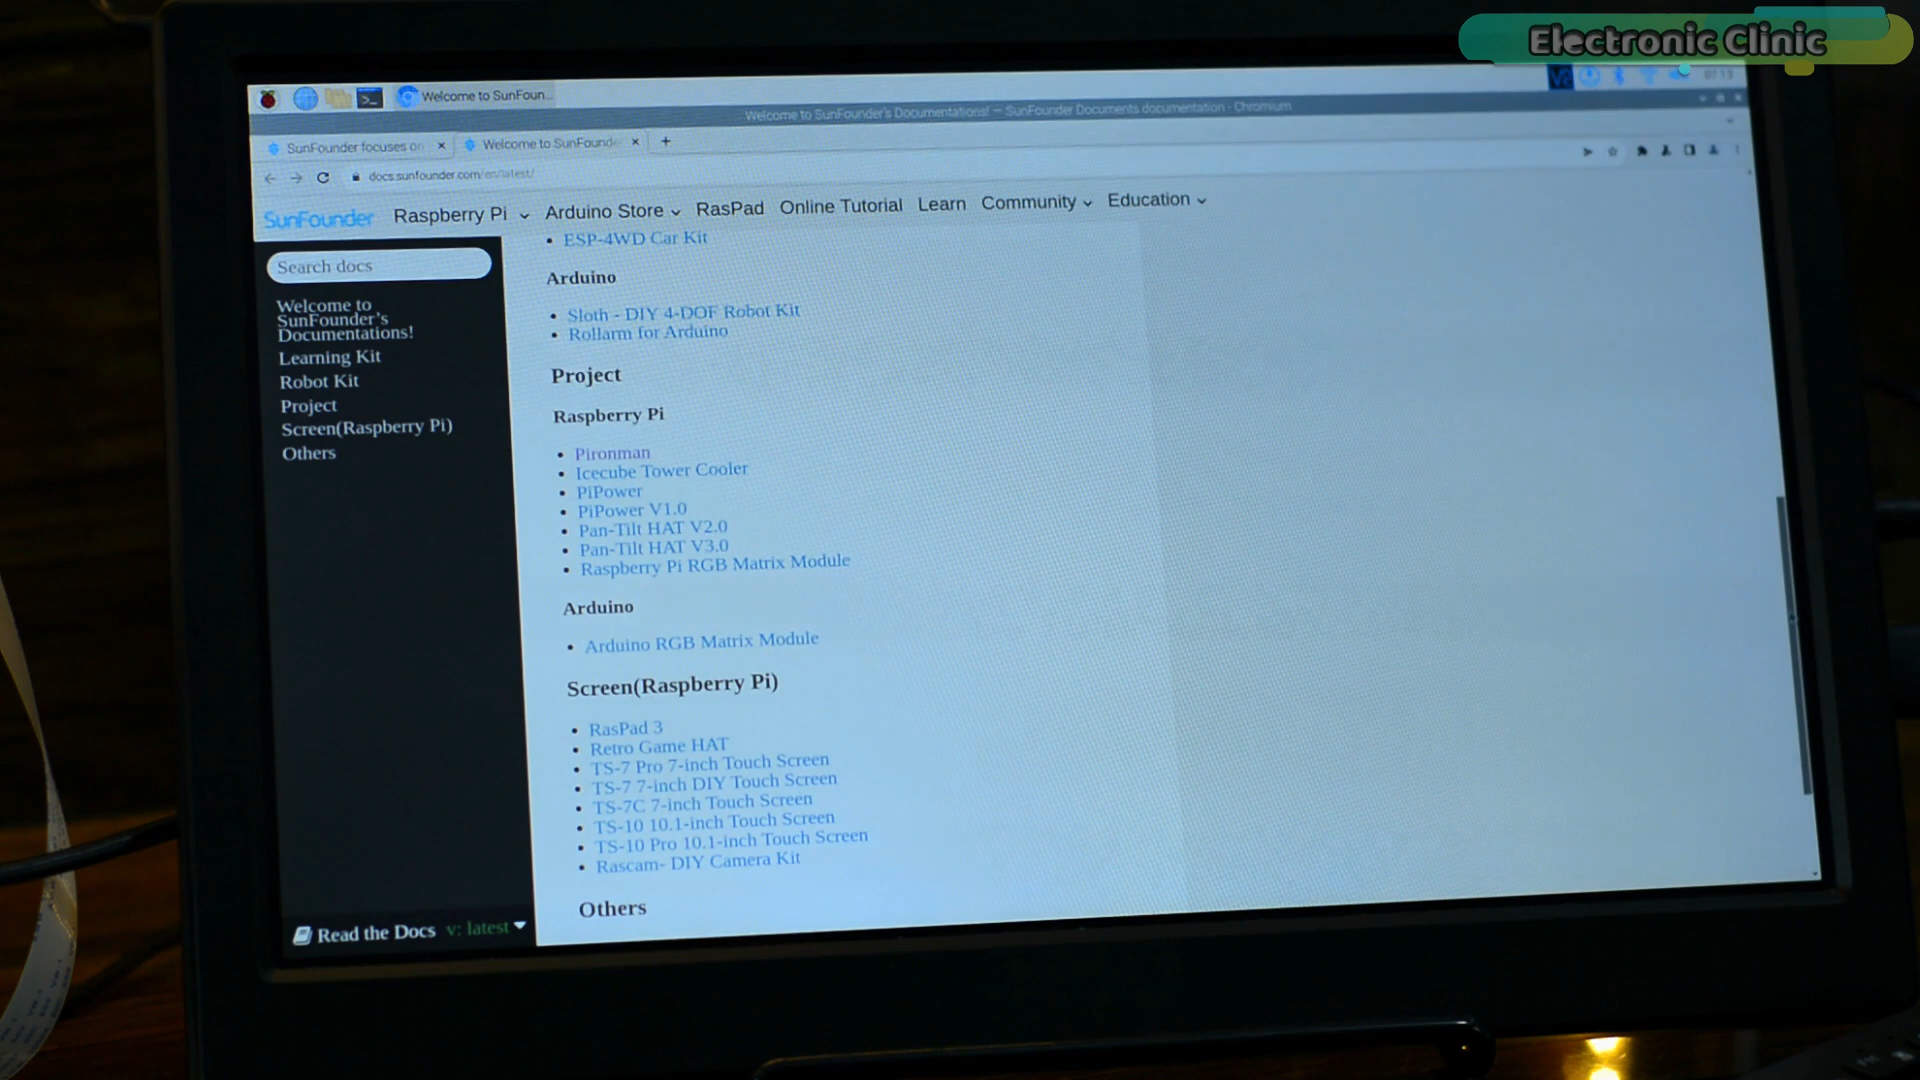 Electronic Clinic
Welcome to SunFoun...
Welcome to SunFounder's Documentations! — SunFounder Documents documentation - Chromium
SunFounder focuses on
Welcome to SunFounde
docs.sunfounder.com/en/latest/
SunFounder Raspberry Pi Arduino Store RasPad Online Tutorial Learn Community Education
Search docs
Welcome to
SunFounder's
Documentations!
Learning Kit
Robot Kit
Project
Screen(Raspberry Pi)
Others
Read the Docs v: latest
ESP-4WD Car Kit
Arduino
Sloth - DIY 4-DOF Robot Kit
Rollarm for Arduino
Project
Raspberry Pi
Pironman
Icecube Tower Cooler
PiPower
PiPower V1.0
Pan-Tilt HAT V2.0
Pan-Tilt HAT V3.0
Raspberry Pi RGB Matrix Module
Arduino
Arduino RGB Matrix Module
Screen(Raspberry Pi)
RasPad 3
Retro Game HAT
TS-7 Pro 7-inch Touch Screen
TS-7 7-inch DIY Touch Screen
TS-7C 7-inch Touch Screen
TS-10 10.1-inch Touch Screen
TS-10 Pro 10.1-inch Touch Screen
Rascam- DIY Camera Kit
Others